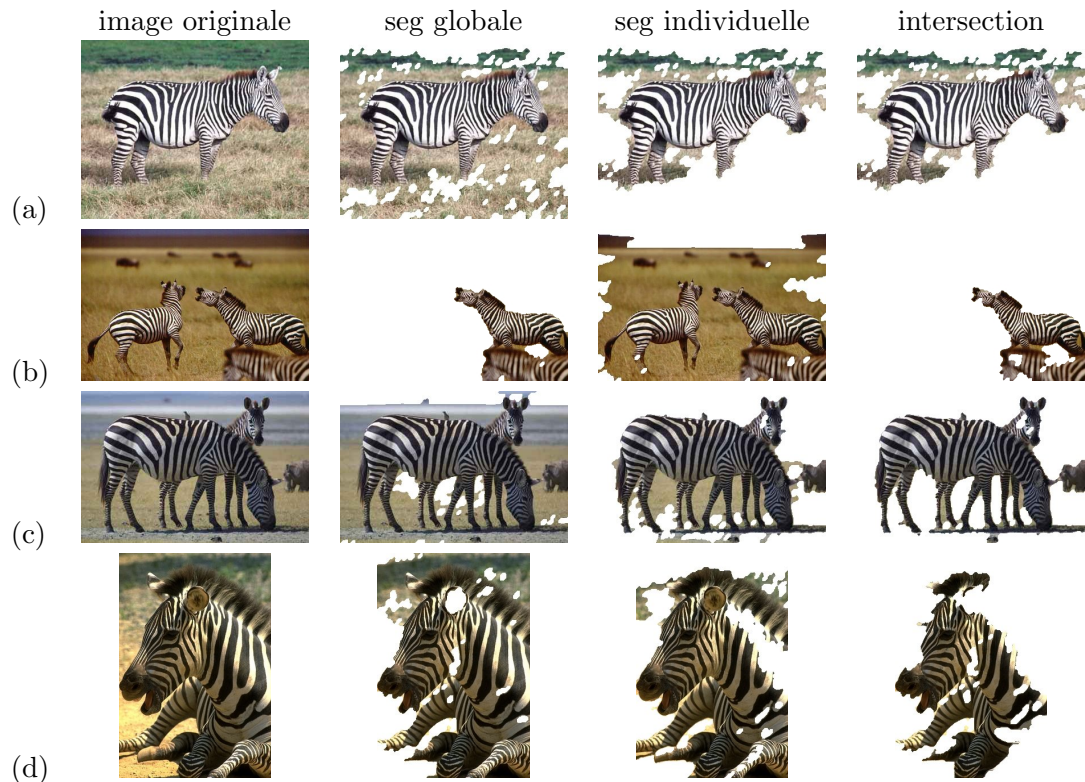 image originale seg globale seg individuelle intersection
(a)
(b)
(c)
(d)